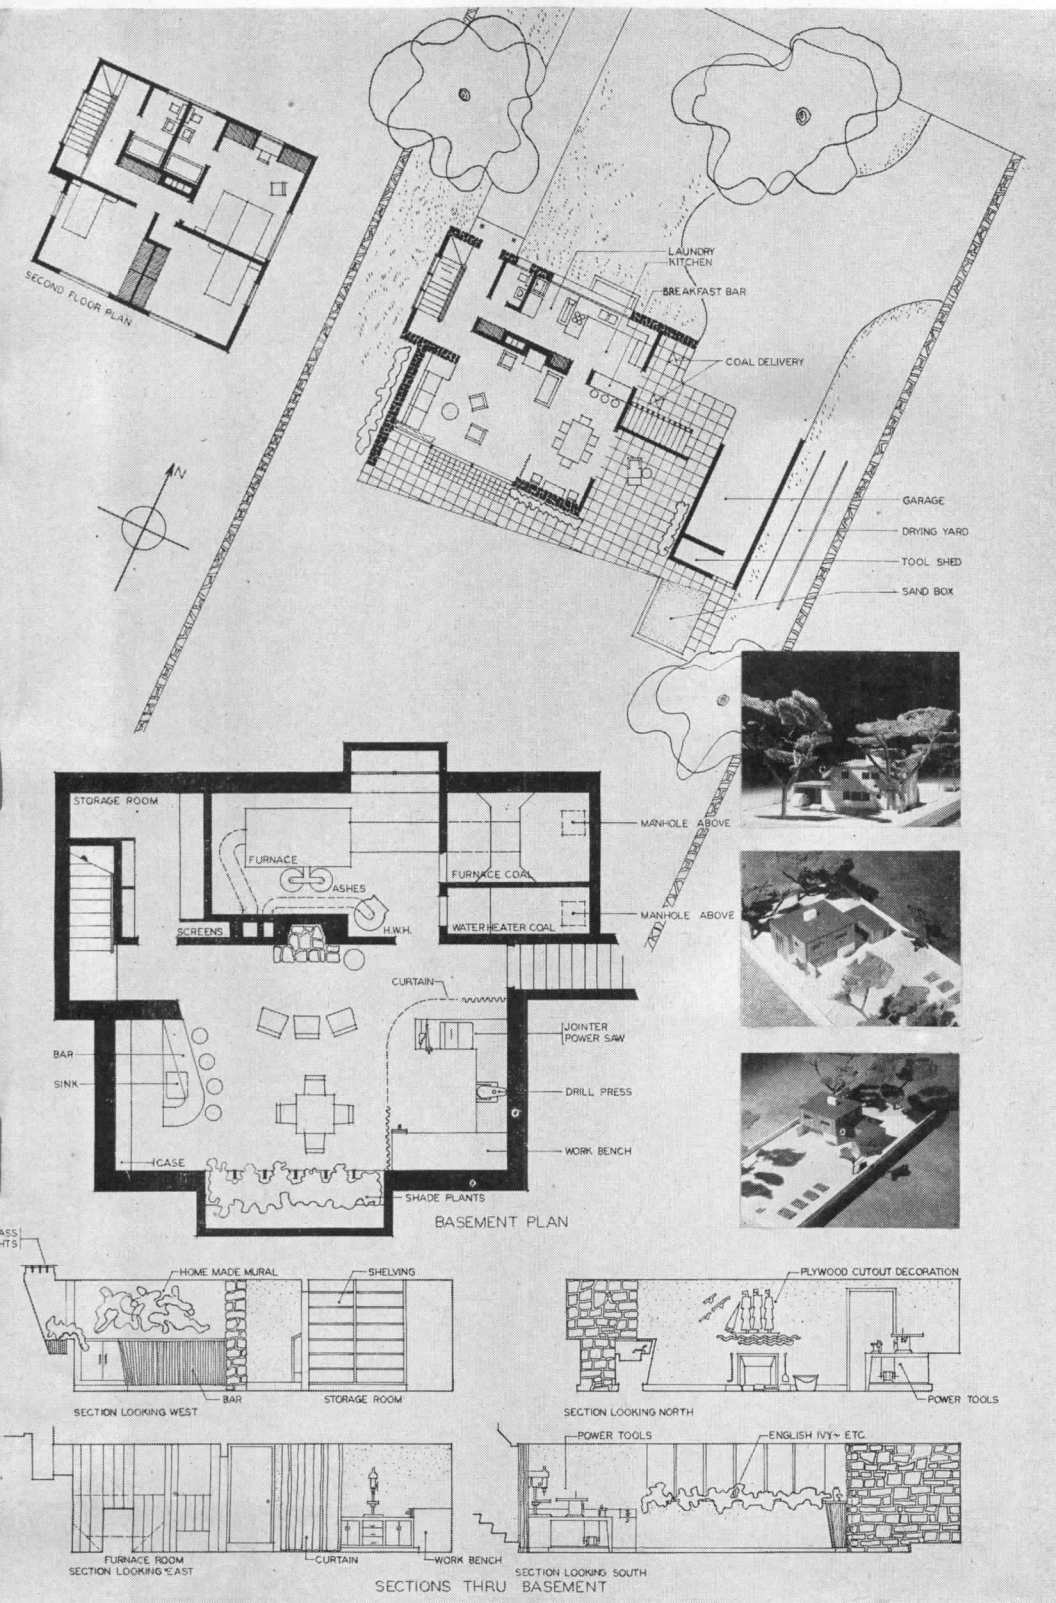 SECOND FLOOR PLAN
LAUNDRY
KITCHEN
BREAKFAST BAR
COAL DELIVERY
N
GARAGE
DRYING YARD
TOOL SHED
SAND BOX
STORAGE ROOM
FURNACE
ASHES
SCREENS
H.W.H.
FURNACE COAL
WATER HEATER COAL
MANHOLE ABOVE
MANHOLE ABOVE
CURTAIN
BAR
SINK
CASE
JOINTER
POWER SAW
DRILL PRESS
WORK BENCH
SHADE PLANTS
BASEMENT PLAN
HOME MADE MURAL
SHELVING
BAR
STORAGE ROOM
SECTION LOOKING WEST
PLYWOOD CUTOUT DECORATION
POWER TOOLS
SECTION LOOKING NORTH
FURNACE ROOM
SECTION LOOKING EAST
CURTAIN
WORK BENCH
POWER TOOLS
ENGLISH IVY~ ETC
SECTION LOOKING SOUTH
SECTIONS THRU BASEMENT